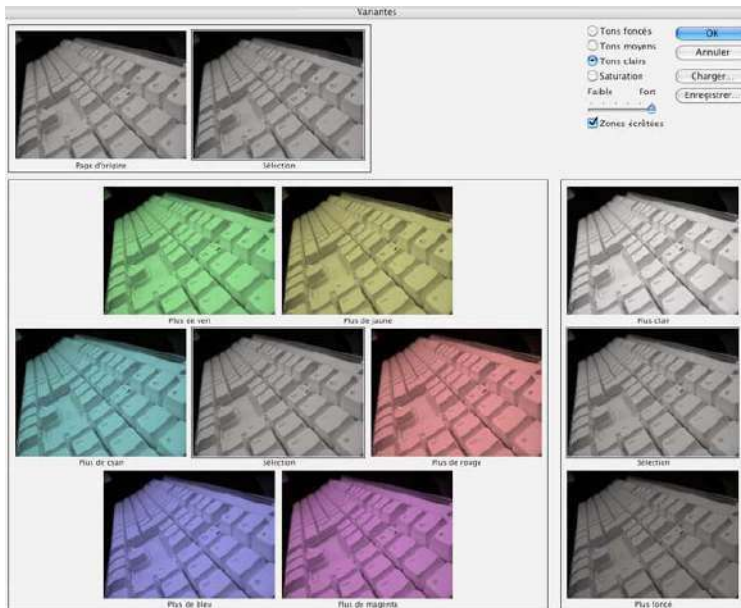 Variantes
Tons foncés
Tons moyens
Tons clairs
Saturation
Faible Fort
Zones écrêtées
OK
Annuler
Charger...
Enregistrer...
Page d'origine
Sélection
Plus de vert
Plus de jaune
Plus clair
Plus de cyan
Sélection
Plus de rouge
Sélection
Plus de bleu
Plus de magenta
Plus foncé